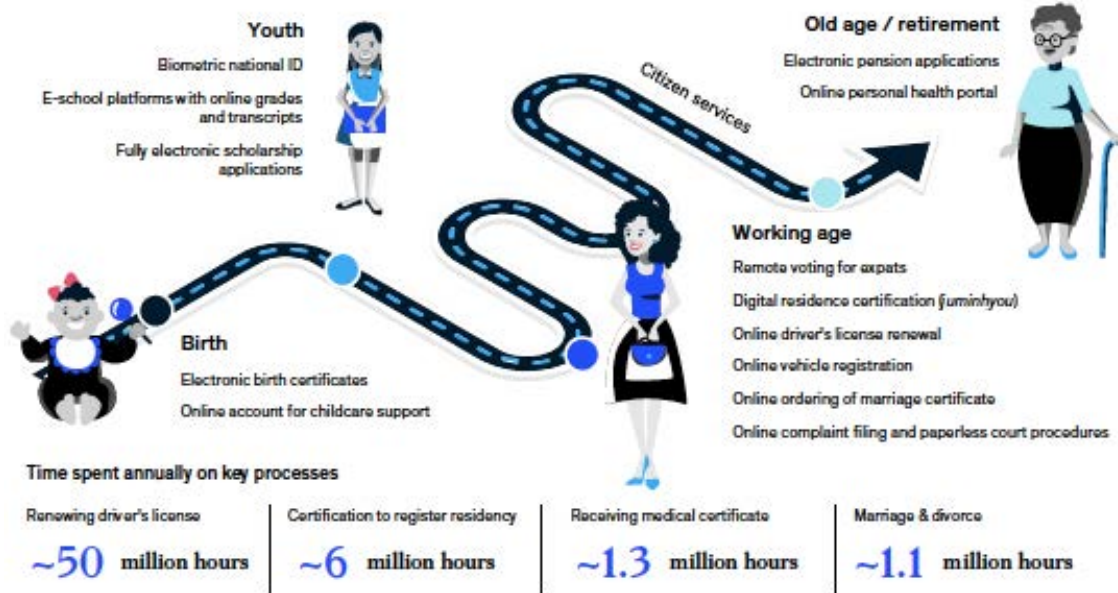 Youth
Biometric national ID
E-school platforms with online grades
and transcripts
Fully electronic scholarship
applications
Old age / retirement
Electronic pension applications
Online personal health portal
Citizen services
Birth
Electronic birth certificates
Online account for childcare support
Working age
Remote voting for expats
Digital residence certification (juminhyou)
Online driver's license renewal
Online vehicle registration
Online ordering of marriage certificate
Online complaint filing and paperless court procedures
Time spent annually on key processes
Renewing driver's license
~50 million hours
Certification to register residency
~6 million hours
Receiving medical certificate
~1.3 million hours
Marriage & divorce
~1.1 million hours